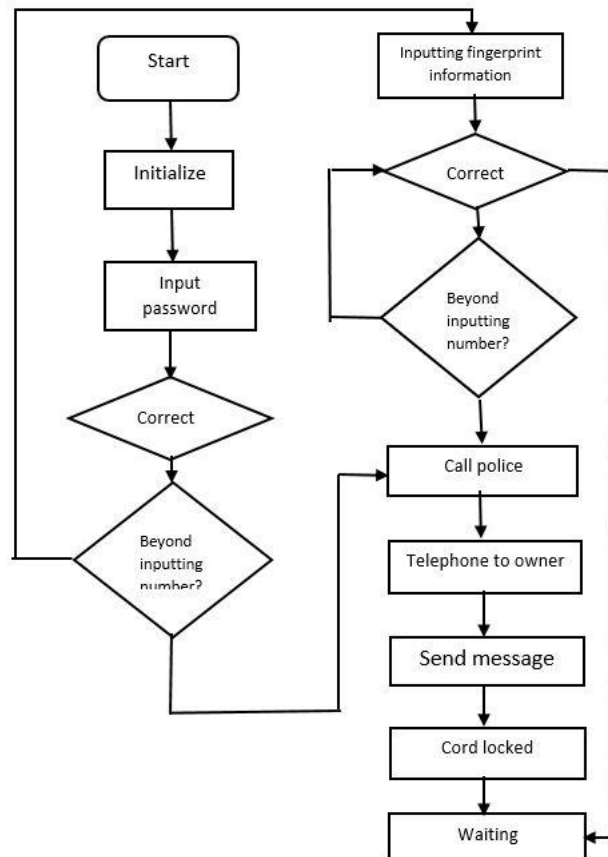 Start
Initialize
Input
password
Correct
Beyond
inputting
number?
Inputting fingerprint
information
Correct
Beyond
inputting
number?
Call police
Telephone to owner
Send message
Cord locked
Waiting